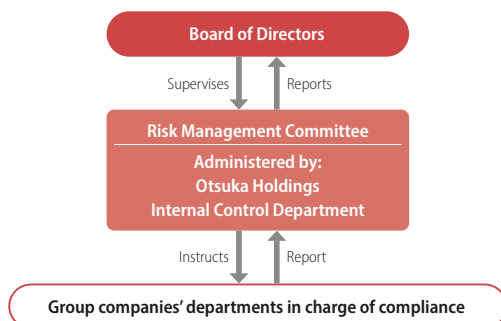 Board of Directors
Supervises
Reports
Risk Management Committee
Administered by:
Otsuka Holdings
Internal Control Department
Instructs
Report
Group companies’ departments in charge of compliance